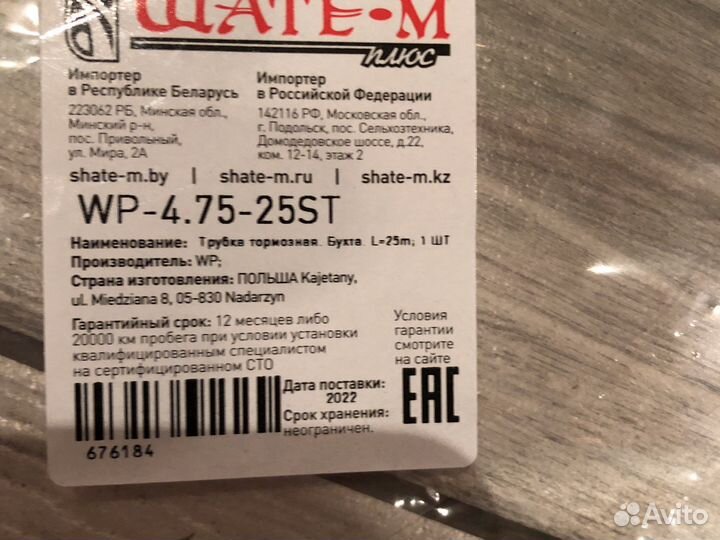 ШАТЕ-М
плюс
Импортер
в Республике Беларусь
223062 РБ, Минская обл.,
Минский р-н,
пос. Привольный,
ул. Мира, 2А
Импортер
в Российской Федерации
142116 РФ, Московская обл.,
г. Подольск, пос. Сельхозтехника,
Домодедовское шоссе, д.22,
ком. 12-14, этаж 2
shate-m.by | shate-m.ru | shate-m.kz
WP-4.75-25ST
Наименование: Трубка тормозная. Бухта. L=25m; 1 ШТ
Производитель: WP;
Страна изготовления: ПОЛЬША Kajetany,
ul. Miedziana 8, 05-830 Nadarzyn
Гарантийный срок: 12 месяцев либо
20000 км пробега при условии установки
квалифицированным специалистом
на сертифицированном СТО
Условия
гарантии
смотрите
на сайте
Дата поставки:
2022
Срок хранения:
неограничен.
EAC
676184
Avito